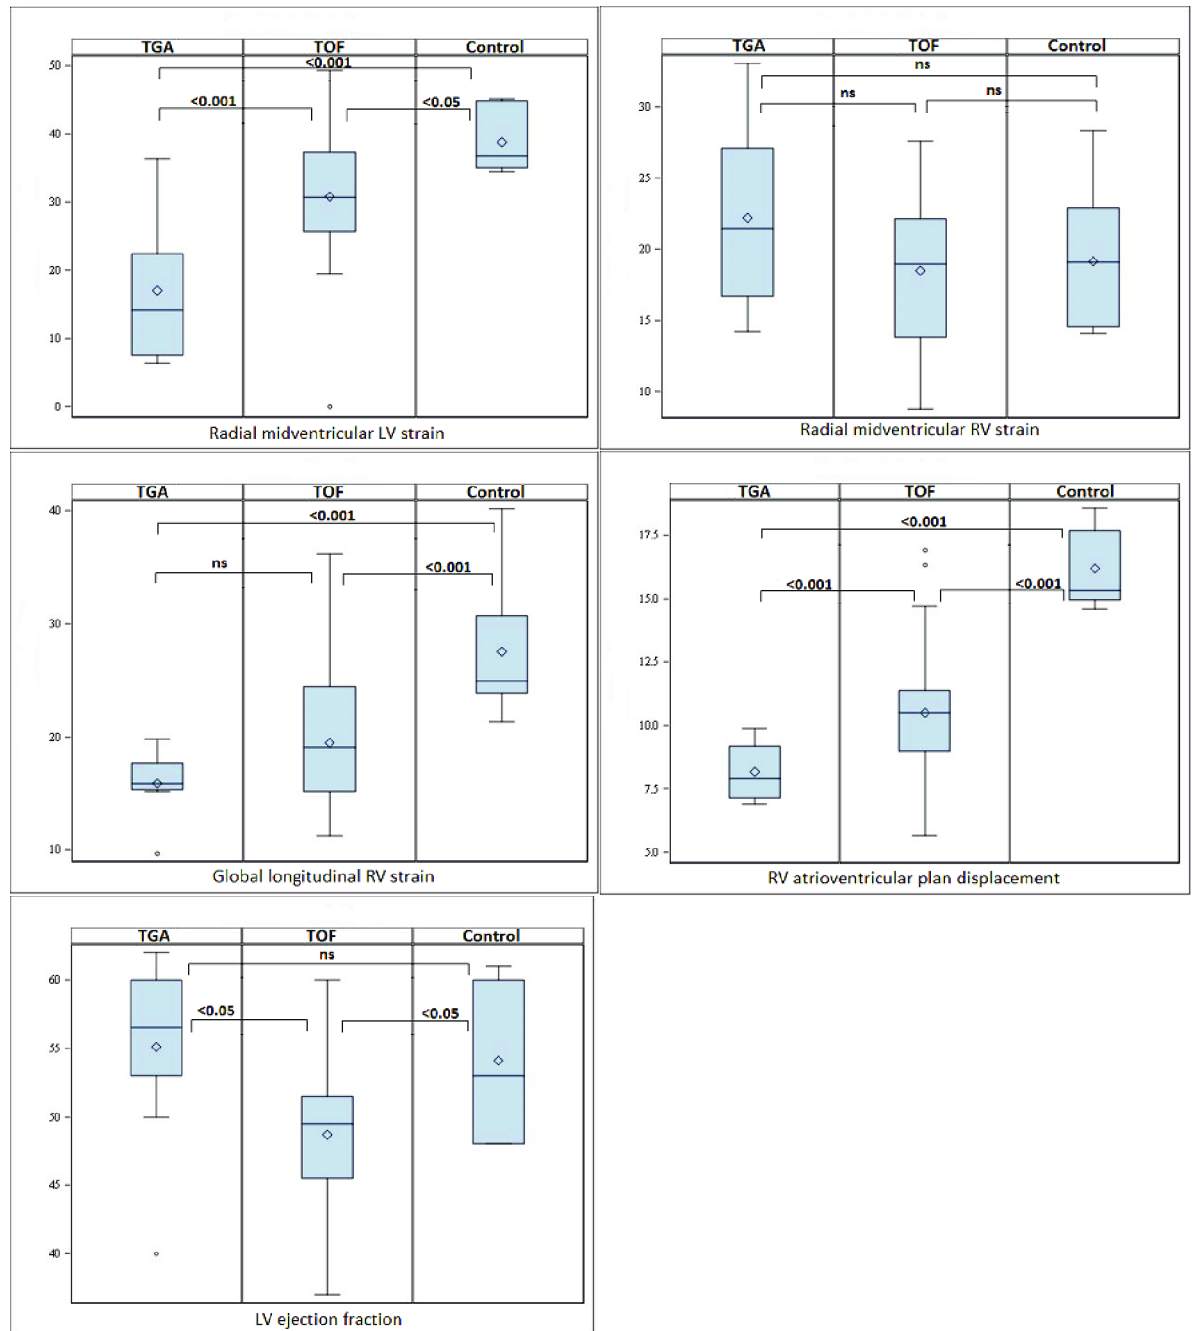 TGA TOF Control
50
<0.001
<0.001 <0.05
40
30
20
10
0
Radial midventricular LV strain
TGA TOF Control
ns
30
ns ns
25
20
15
10
Radial midventricular RV strain
TGA TOF Control
40
<0.001
ns <0.001
30
20
10
Global longitudinal RV strain
TGA TOF Control
17.5
<0.001
<0.001 <0.001
15.0
12.5
10.0
7.5
5.0
RV atrioventricular plan displacement
TGA TOF Control
ns
60
<0.05 <0.05
55
50
45
40
LV ejection fraction